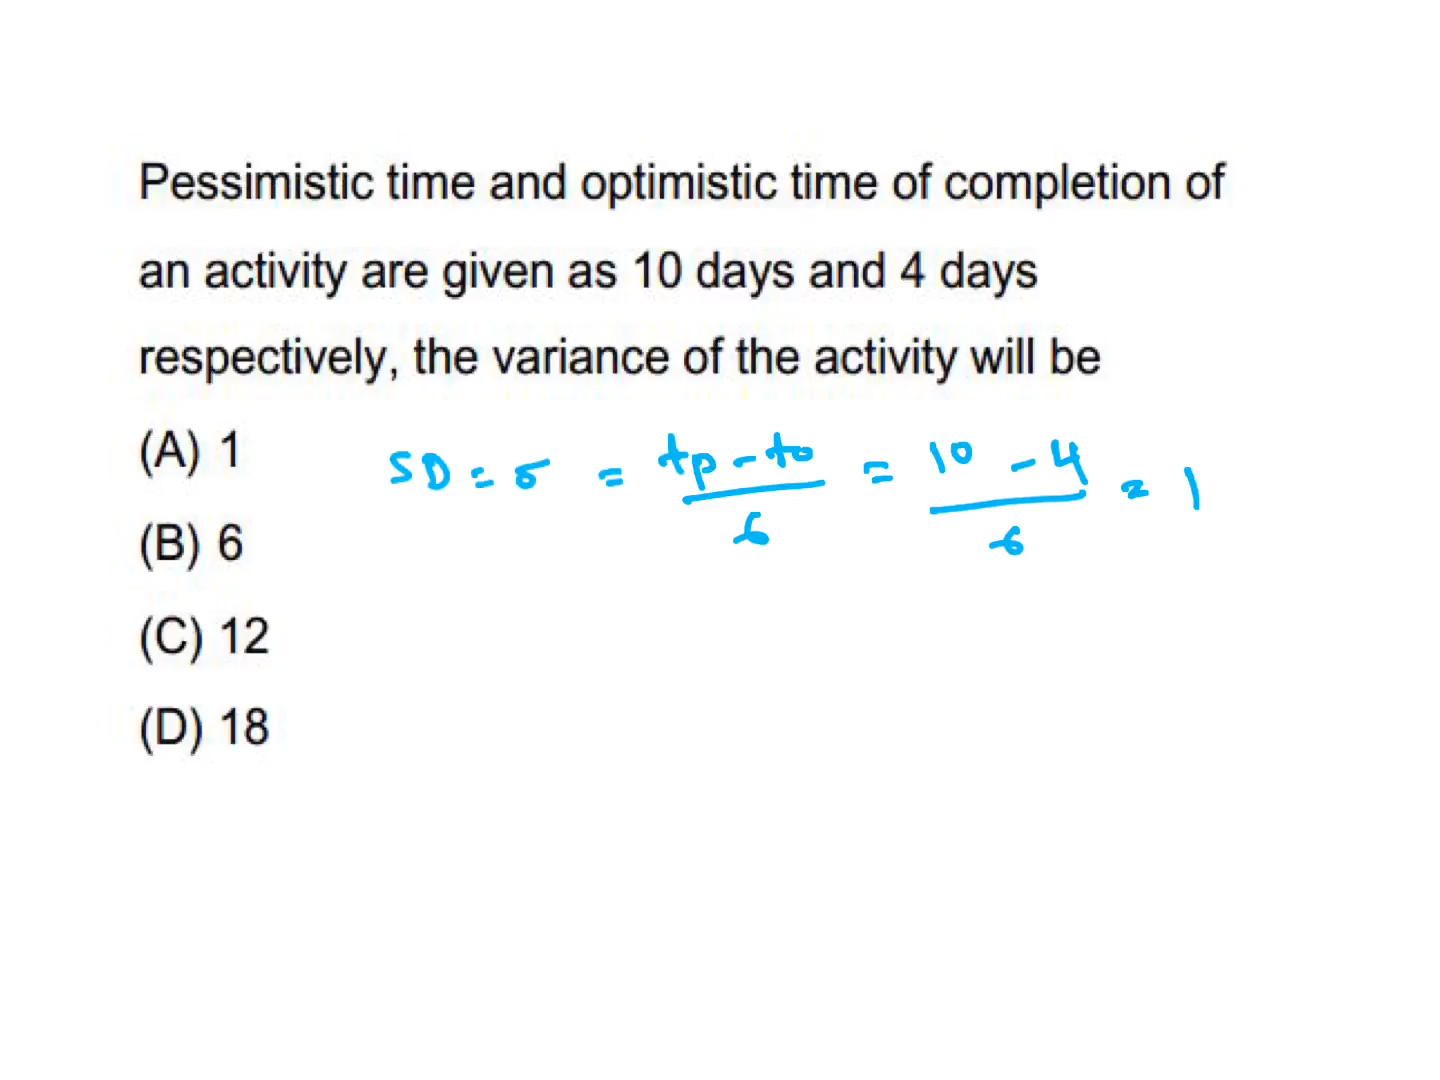 Pessimistic time and optimistic time of completion of
an activity are given as 10 days and 4 days
respectively, the variance of the activity will be
(A) 1
SD = σ = tp - to / 6 = 10 - 4 / 6 = 1
(B) 6
(C) 12
(D) 18